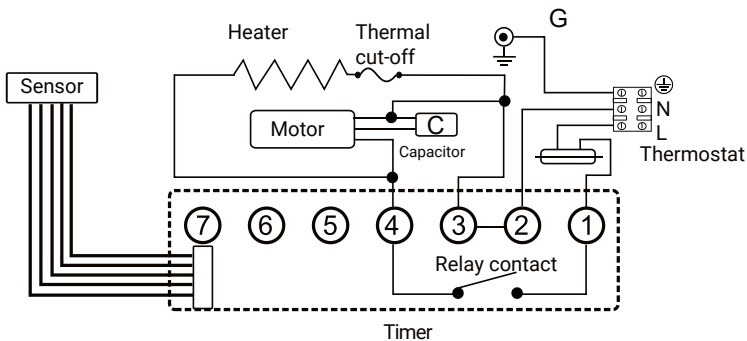 G
Heater
Thermal
cut-off
Sensor
N
Motor
C
L
Capacitor
Thermostat
7 6 5 4 3 2 1
Relay contact
Timer